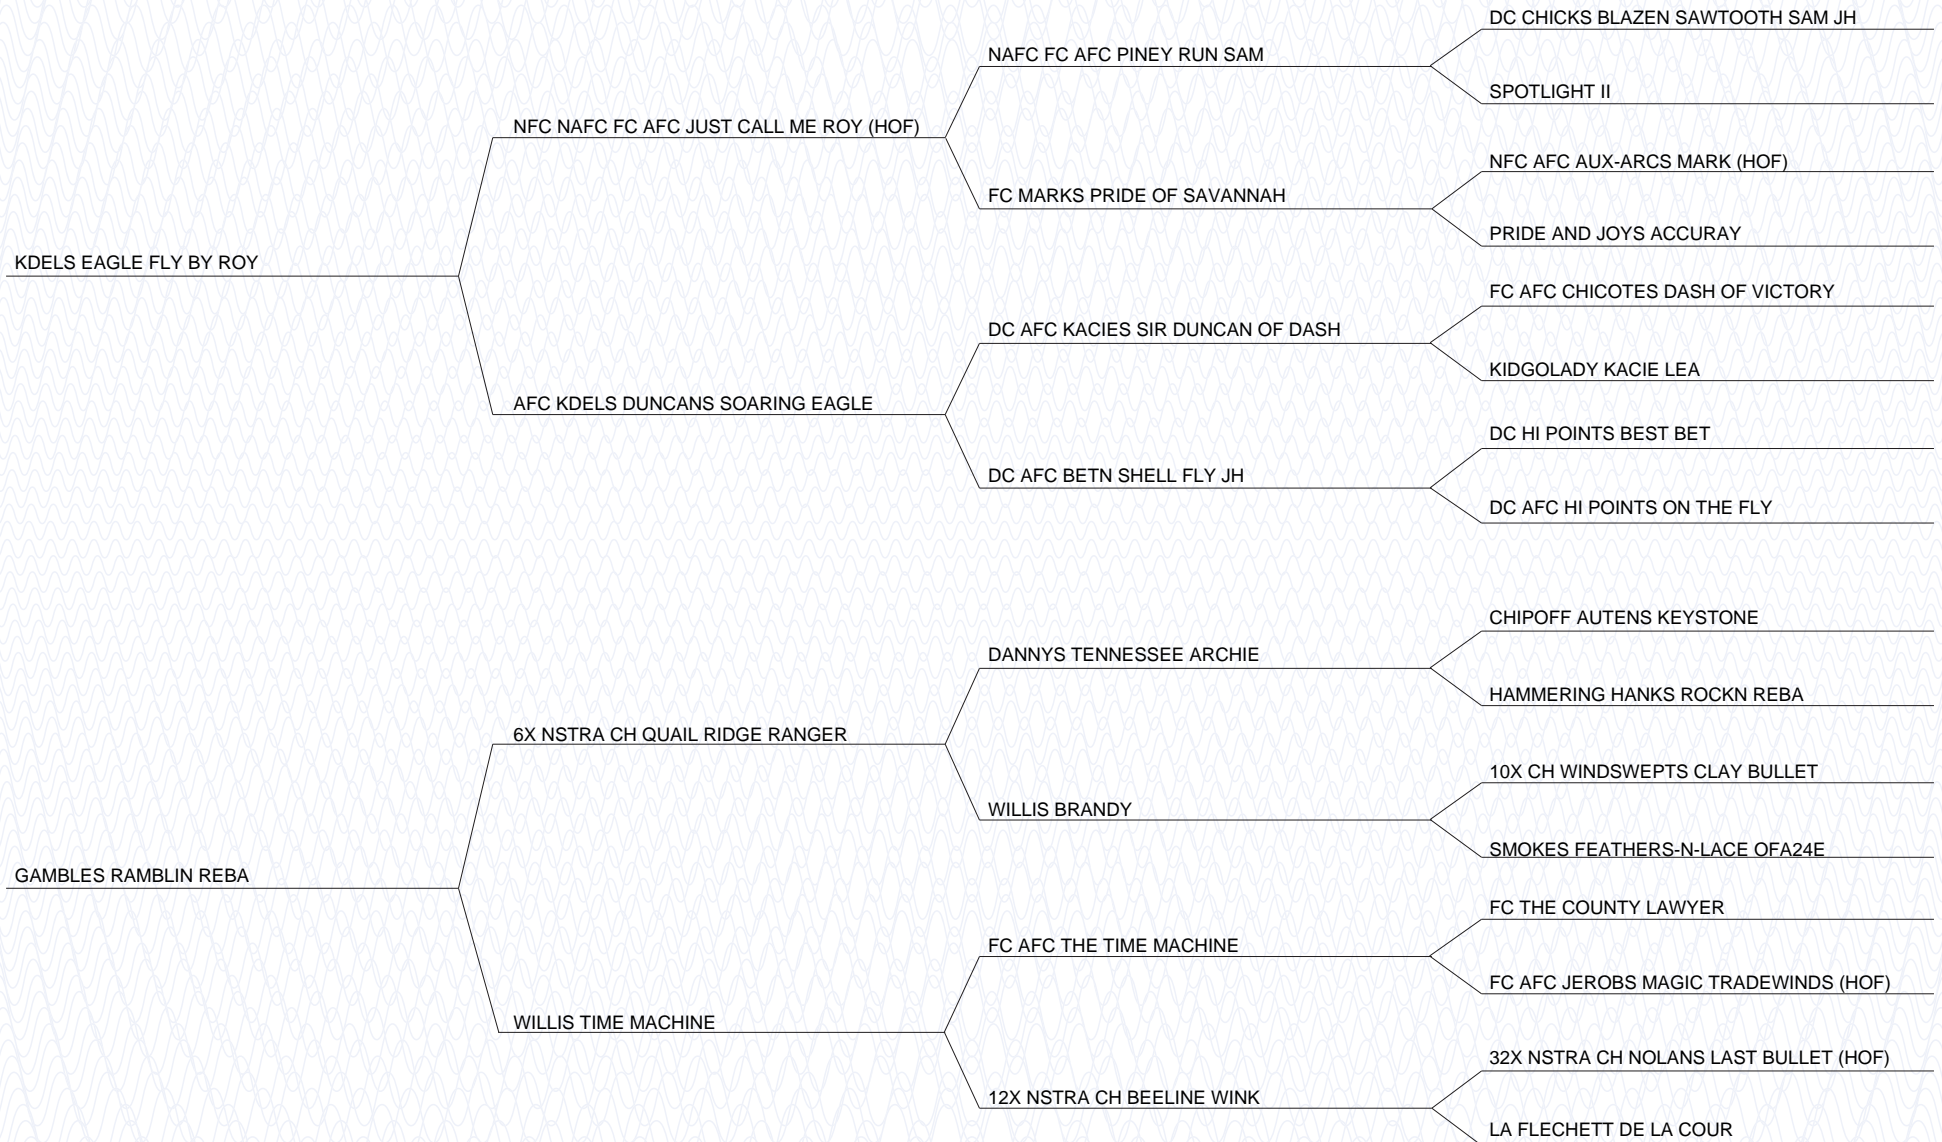 DC CHICKS BLAZEN SAWTOOTH SAM JH
NAFC FC AFC PINEY RUN SAM
SPOTLIGHT II
NFC NAFC FC AFC JUST CALL ME ROY (HOF)
NFC AFC AUX-ARCS MARK (HOF)
FC MARKS PRIDE OF SAVANNAH
PRIDE AND JOYS ACCURAY
KDELS EAGLE FLY BY ROY
FC AFC CHICOTES DASH OF VICTORY
DC AFC KACIES SIR DUNCAN OF DASH
KIDGOLADY KACIE LEA
AFC KDELS DUNCANS SOARING EAGLE
DC HI POINTS BEST BET
DC AFC BETN SHELL FLY JH
DC AFC HI POINTS ON THE FLY
CHIPOFF AUTENS KEYSTONE
DANNYS TENNESSEE ARCHIE
HAMMERING HANKS ROCKN REBA
6X NSTRA CH QUAIL RIDGE RANGER
10X CH WINDSWEPTS CLAY BULLET
WILLIS BRANDY
SMOKES FEATHERS-N-LACE OFA24E
GAMBLES RAMBLIN REBA
FC THE COUNTY LAWYER
FC AFC THE TIME MACHINE
FC AFC JEROBS MAGIC TRADEWINDS (HOF)
WILLIS TIME MACHINE
32X NSTRA CH NOLANS LAST BULLET (HOF)
12X NSTRA CH BEELINE WINK
LA FLECHETT DE LA COUR